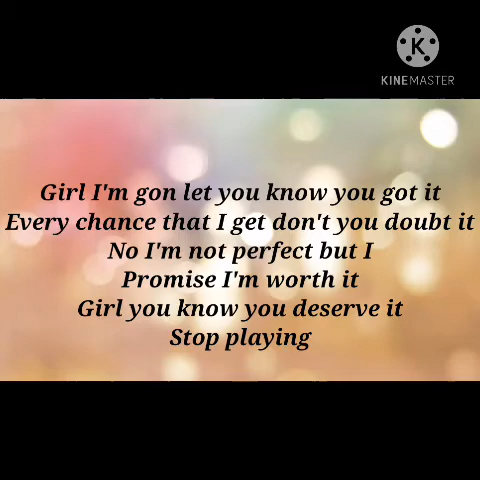 KINEMASTER
Girl I'm gon let you know you got it
Every chance that I get don't you doubt it
No I'm not perfect but I
Promise I'm worth it
Girl you know you deserve it
Stop playing